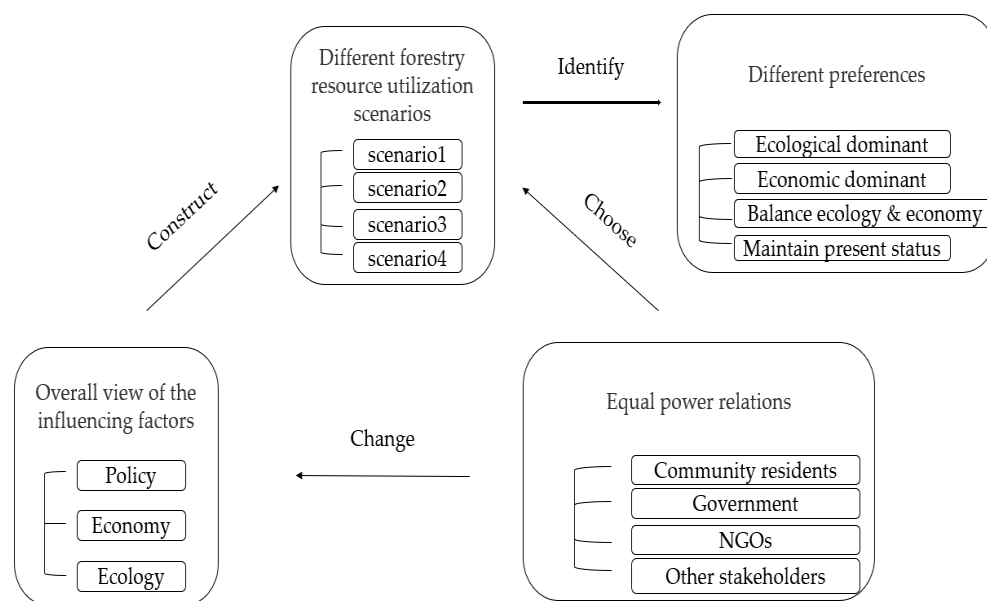 Different forestry
resource utilization
scenarios
scenario1
scenario2
scenario3
scenario4
Identify
Different preferences
Ecological dominant
Economic dominant
Balance ecology & economy
Maintain present status
Construct
Choose
Overall view of the
influencing factors
Policy
Economy
Ecology
Change
Equal power relations
Community residents
Government
NGOs
Other stakeholders